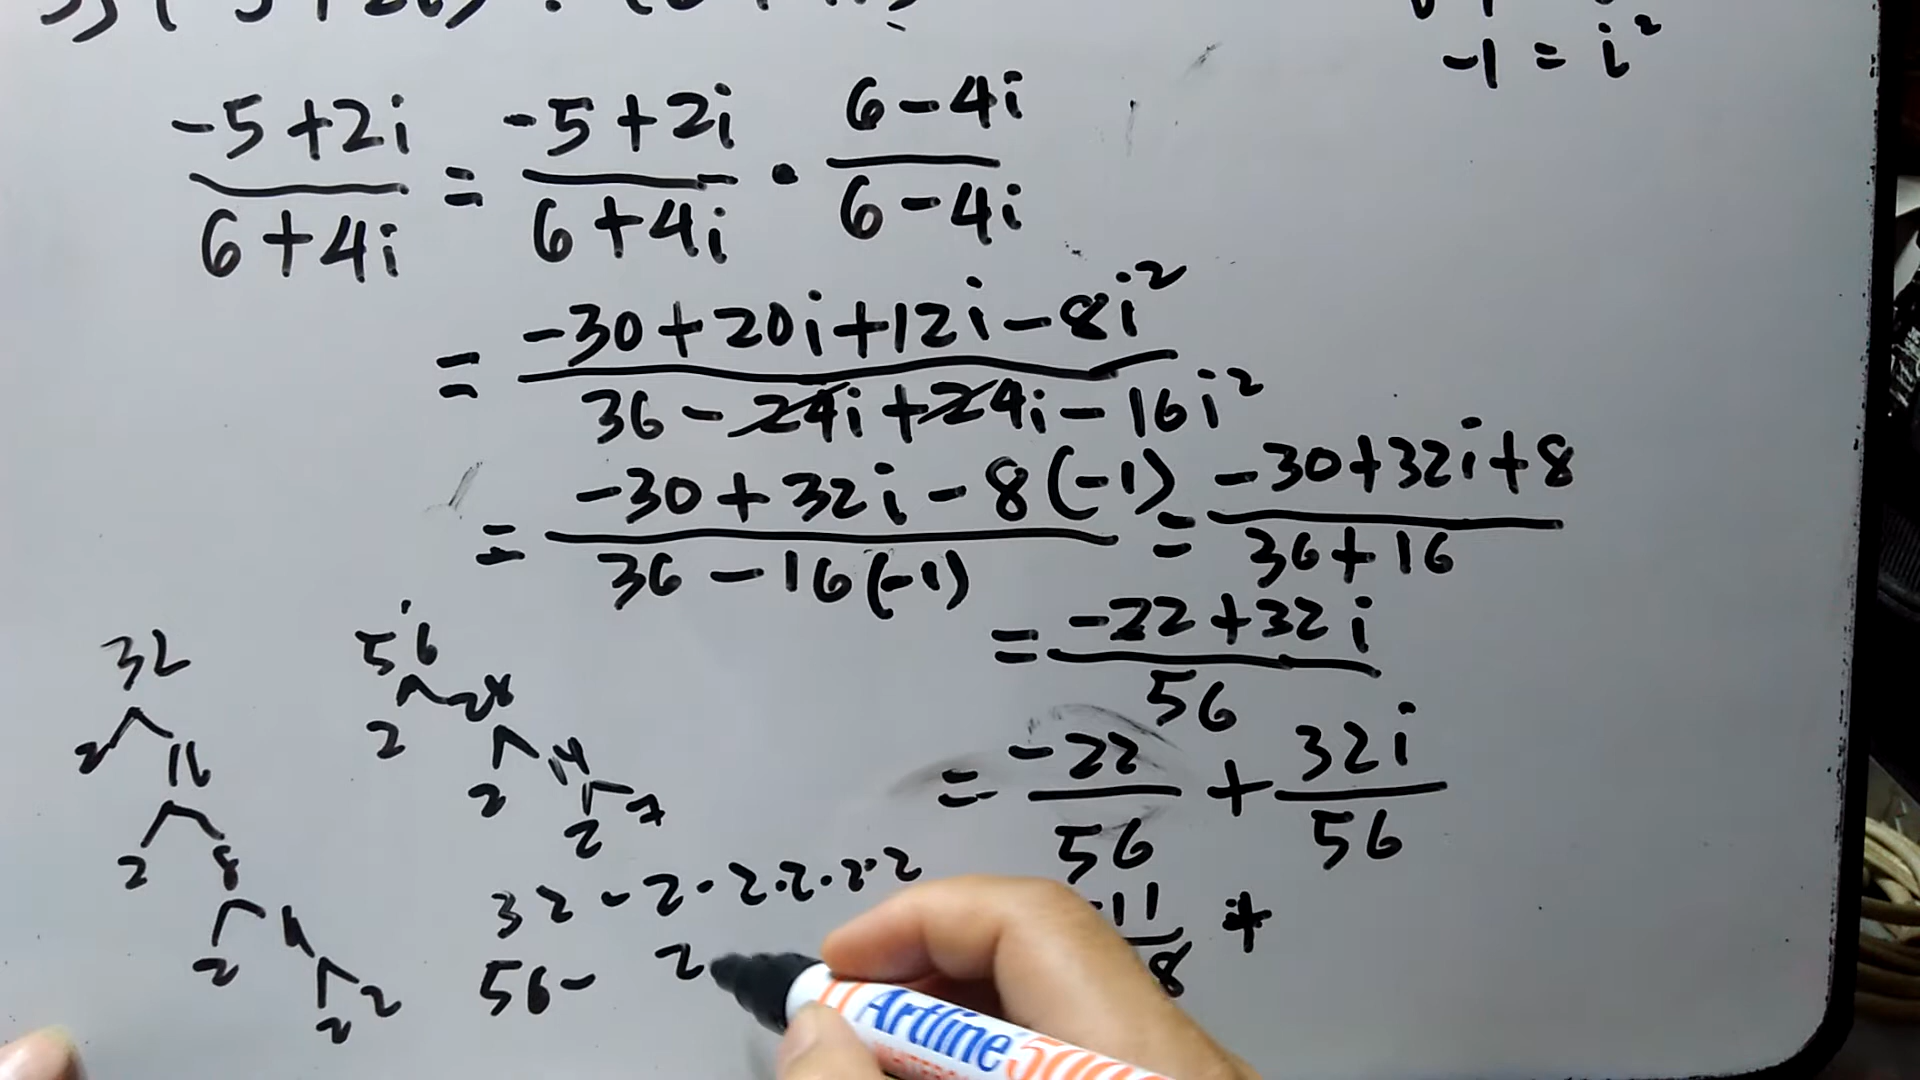 -1 = i²
-5+2i / 6+4i = -5+2i / 6+4i · 6-4i / 6-4i
= -30+20i+12i-8i² / 36-24i+24i-16i²
= -30+32i-8(-1) / 36-16(-1) = -30+32i+8 / 36+16
= -22+32i / 56
= -22 / 56 + 32i / 56
-11 / 8 +
32
2 16
2 8
2 4
2 2
56
2 28
2 14
2 7
32 - 2·2·2·2·2
56 - 2
Artline 500